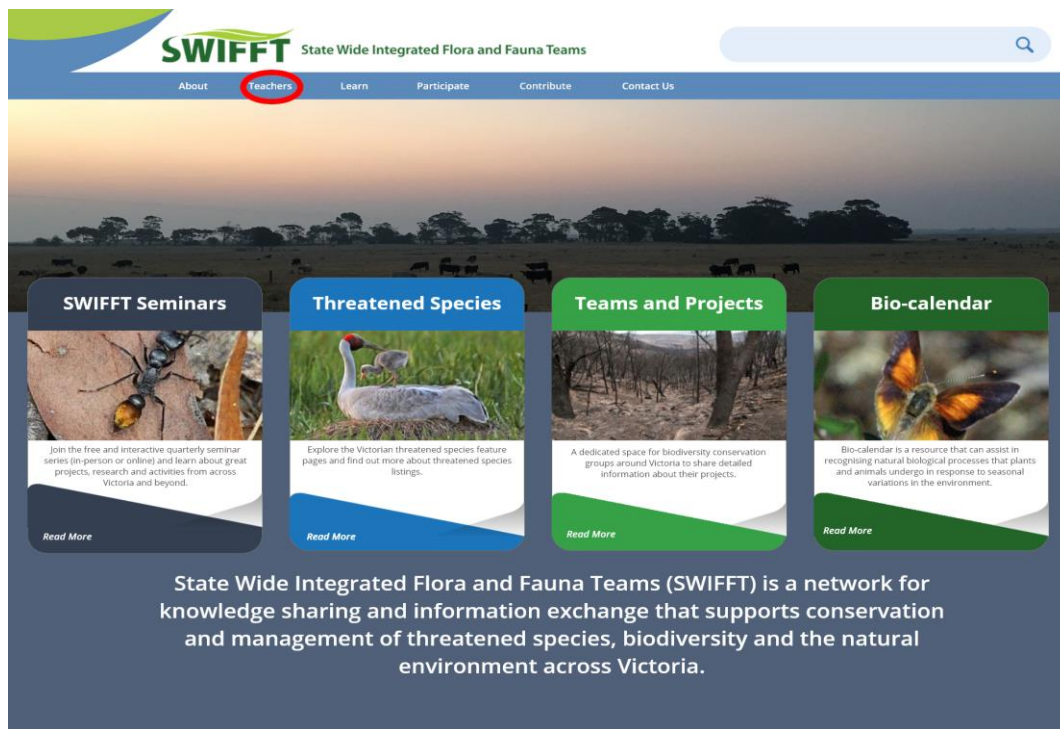 SWIFFT State Wide Integrated Flora and Fauna Teams
About Teachers Learn Participate Contribute Contact Us
SWIFFT Seminars
Join the free and interactive quarterly seminar
series (in-person or online) and learn about great
projects, research and activities from across
Victoria and beyond.
Read More
Threatened Species
Explore the Victorian threatened species feature
pages and find out more about threatened species
listings.
Read More
Teams and Projects
A dedicated space for biodiversity conservation
groups around Victoria to share detailed
information about their projects.
Read More
Bio-calendar
Bio-calendar is a resource that can assist in
recognising natural biological processes that plants
and animals undergo in response to seasonal
variations in the environment.
Read More
State Wide Integrated Flora and Fauna Teams (SWIFFT) is a network for
knowledge sharing and information exchange that supports conservation
and management of threatened species, biodiversity and the natural
environment across Victoria.